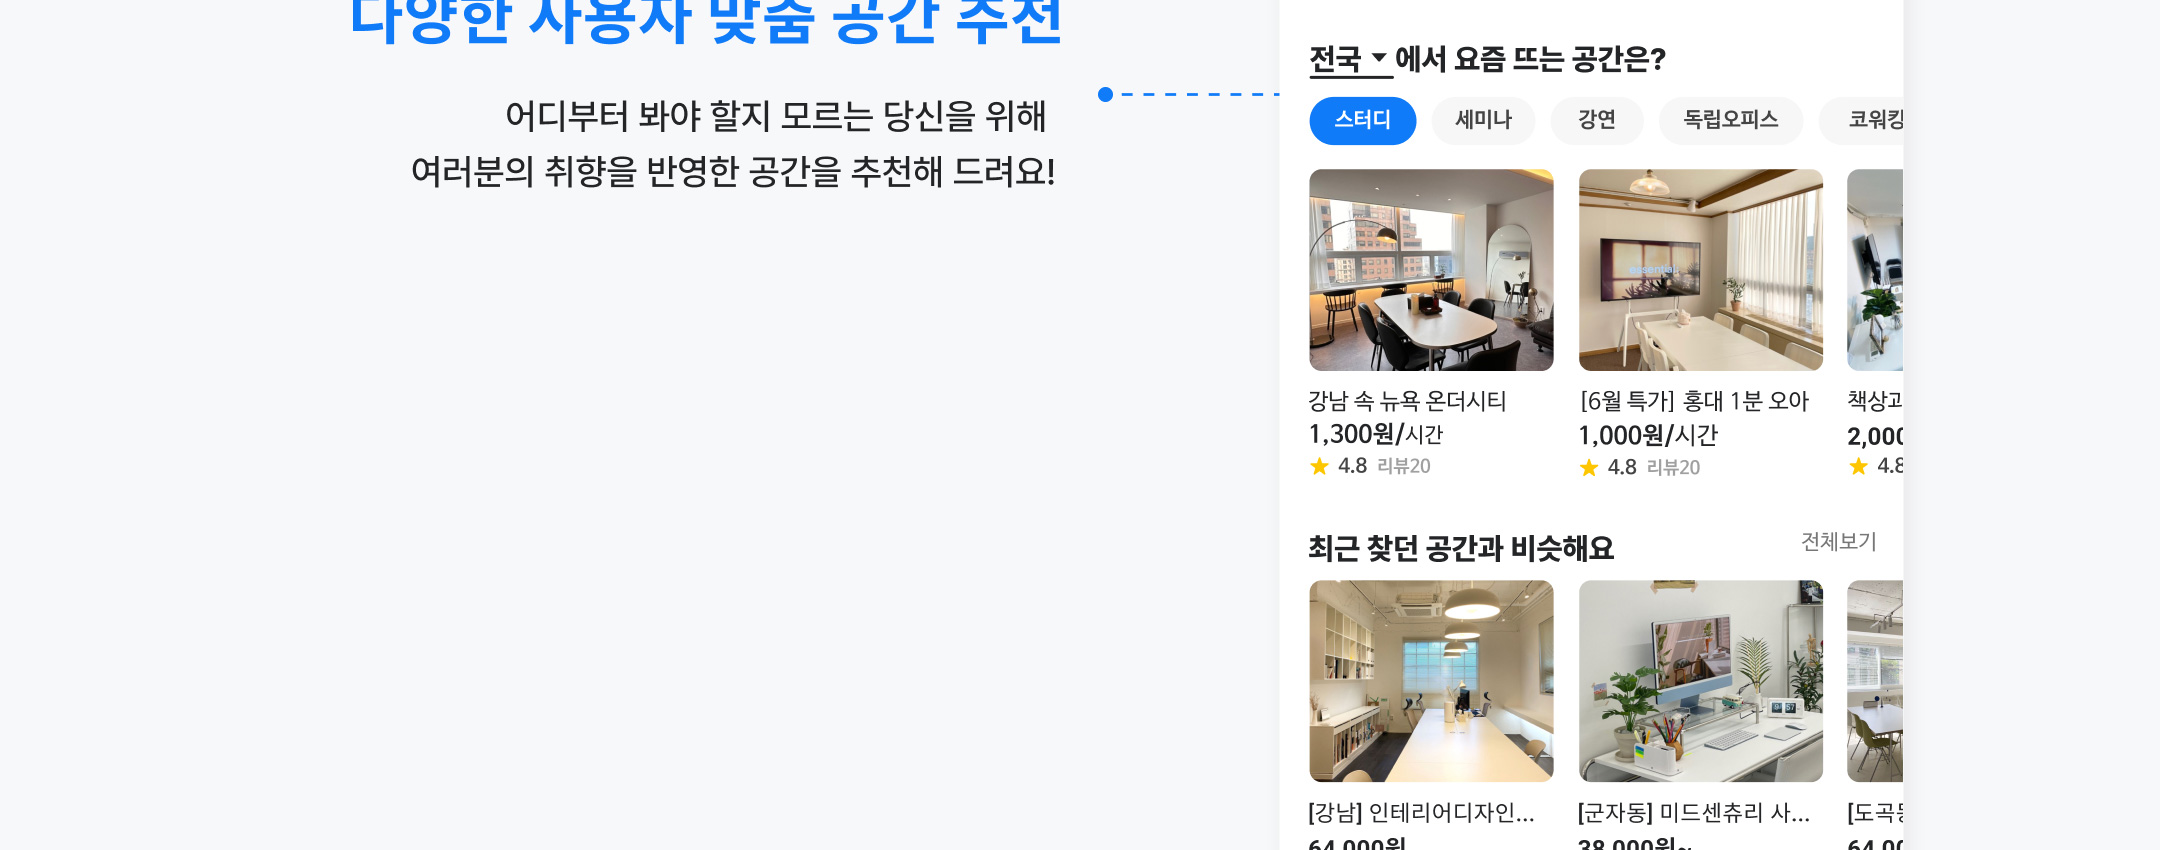 다양한 사용자 맞춤 공간 추천
어디부터 봐야 할지 모르는 당신을 위해
여러분의 취향을 반영한 공간을 추천해 드려요!
전국 에서 요즘 뜨는 공간은?
스터디 세미나 강연 독립오피스 코워킹
essential
강남 속 뉴욕 온더시티
1,300원/시간
4.8 리뷰20
[6월 특가] 홍대 1분 오아
1,000원/시간
4.8 리뷰20
책상과
2,000
4.8
최근 찾던 공간과 비슷해요
전체보기
[강남] 인테리어디자인...
64,000원
[군자동] 미드센츄리 사...
38,000원~
[도곡동
64,00